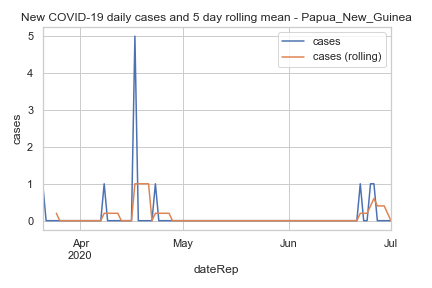 New COVID-19 daily cases and 5 day rolling mean - Papua_New_Guinea
cases
cases (rolling)
5
4
3
2
1
0
cases
Apr
2020
May
Jun
Jul
dateRep